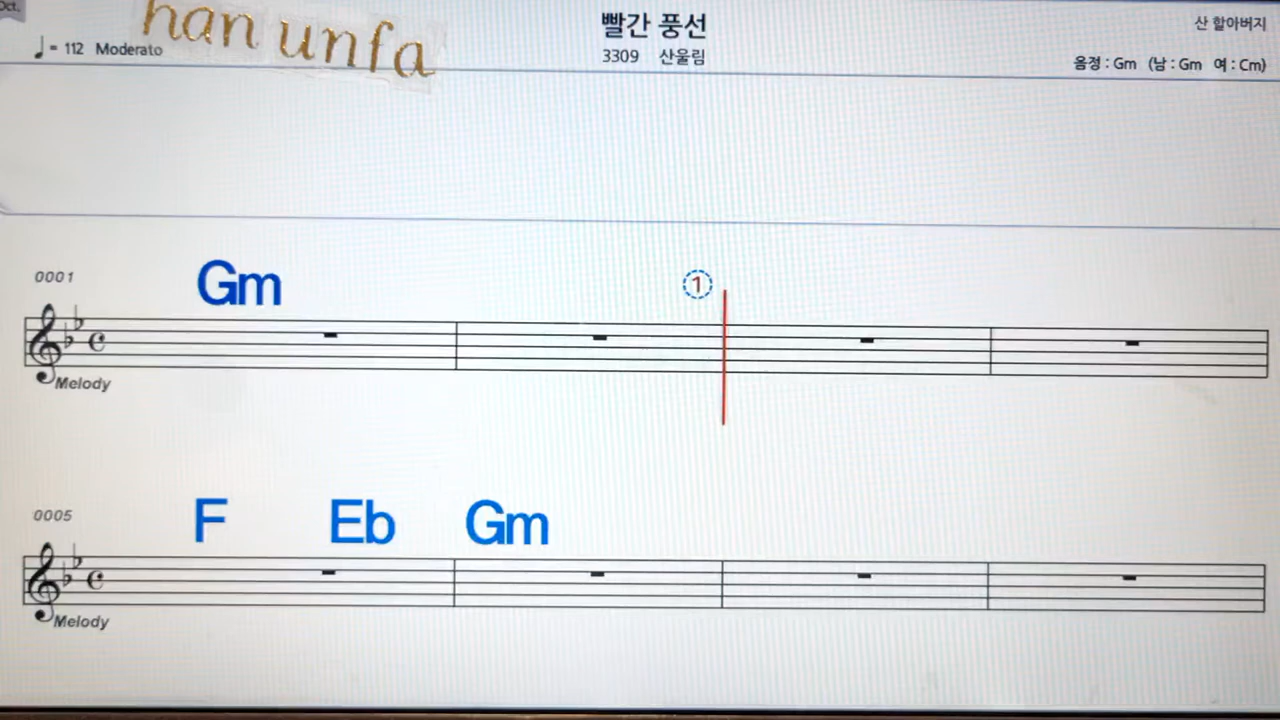 Oct.
han unfa
♩= 112 Moderato
빨간 풍선
3309 산울림
산 할아버지
음정 : Gm (남 : Gm 여 : Cm)
0001
Gm
1
Melody
0005
F Eb Gm
Melody